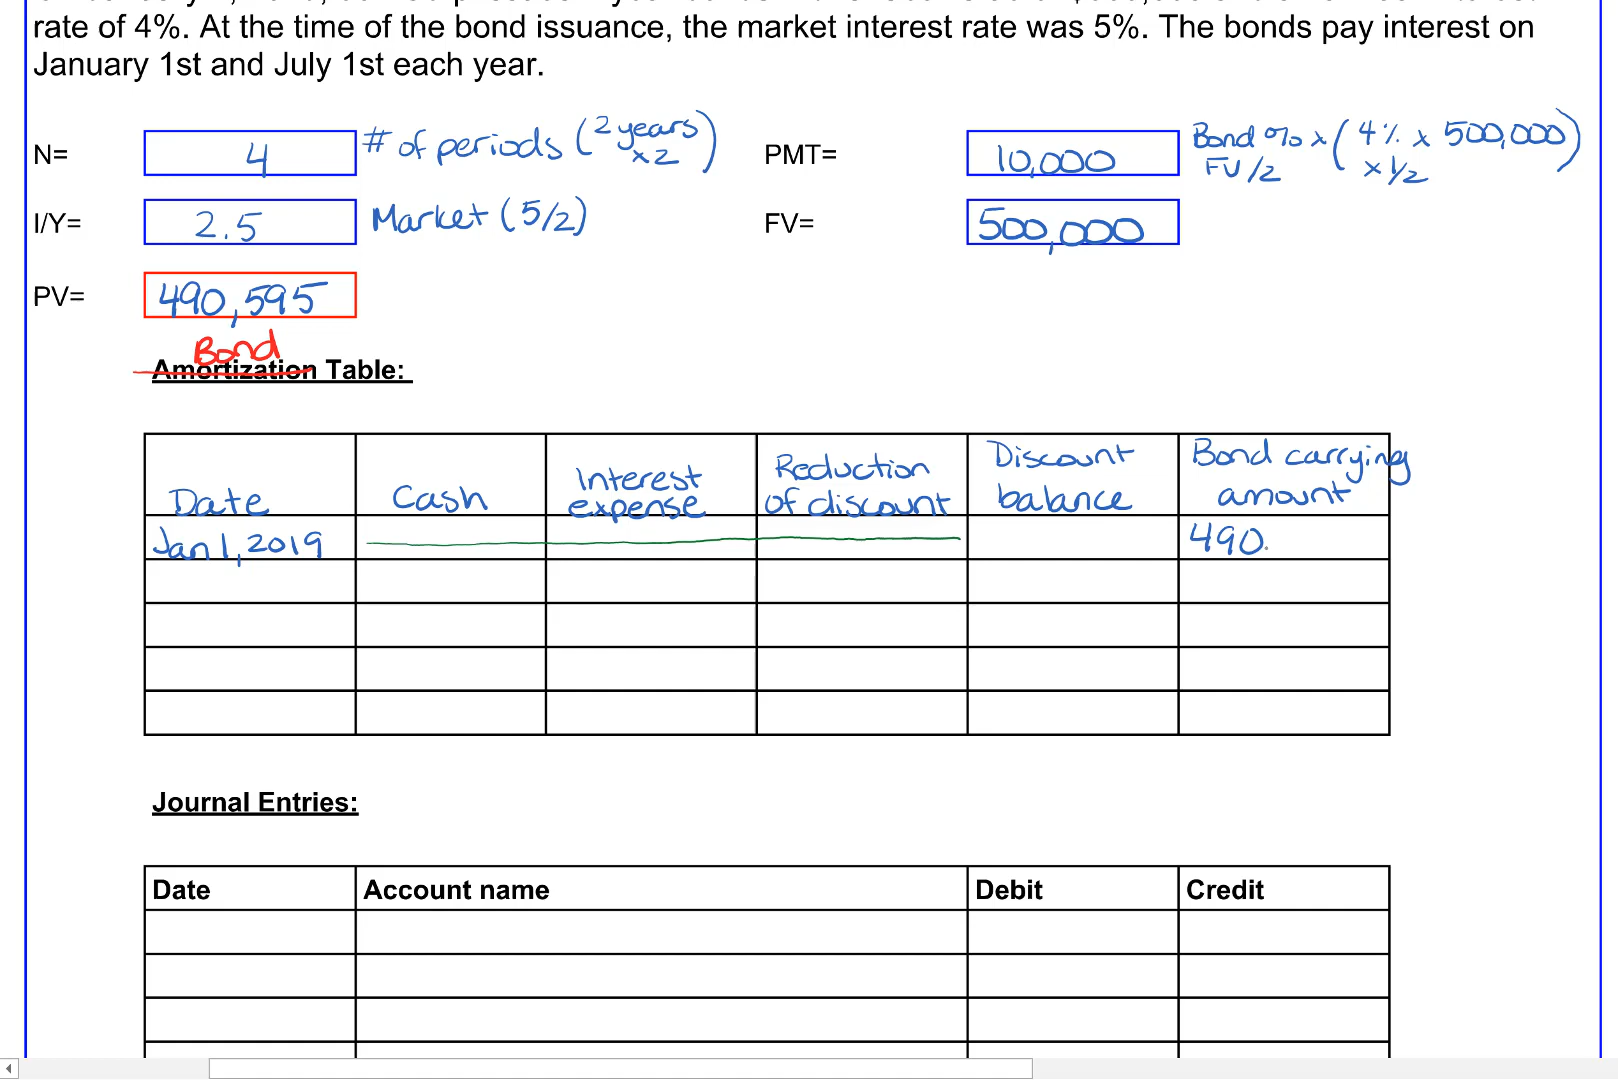 rate of 4%. At the time of the bond issuance, the market interest rate was 5%. The bonds pay interest on
January 1st and July 1st each year.
N= 4 # of periods (2 years x2) PMT= 10,000 Bond % x FV/2 (4% x 500,000 x 1/2)
I/Y= 2.5 Market (5/2) FV= 500,000
PV= 490,595
Bond
Amortization Table:
Date Cash Interest expense Reduction of discount Discount balance Bond carrying amount
Jan 1, 2019 490.
Journal Entries:
Date Account name Debit Credit